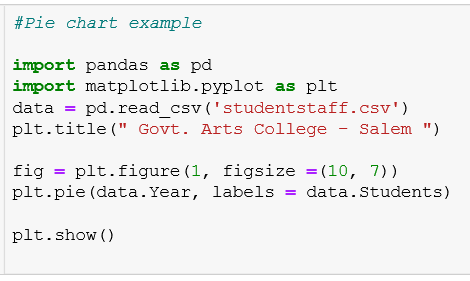 #Pie chart example
import pandas as pd
import matplotlib.pyplot as plt
data = pd.read_csv('studentstaff.csv')
plt.title(" Govt. Arts College - Salem ")
fig = plt.figure(1, figsize =(10, 7))
plt.pie(data.Year, labels = data.Students)
plt.show()